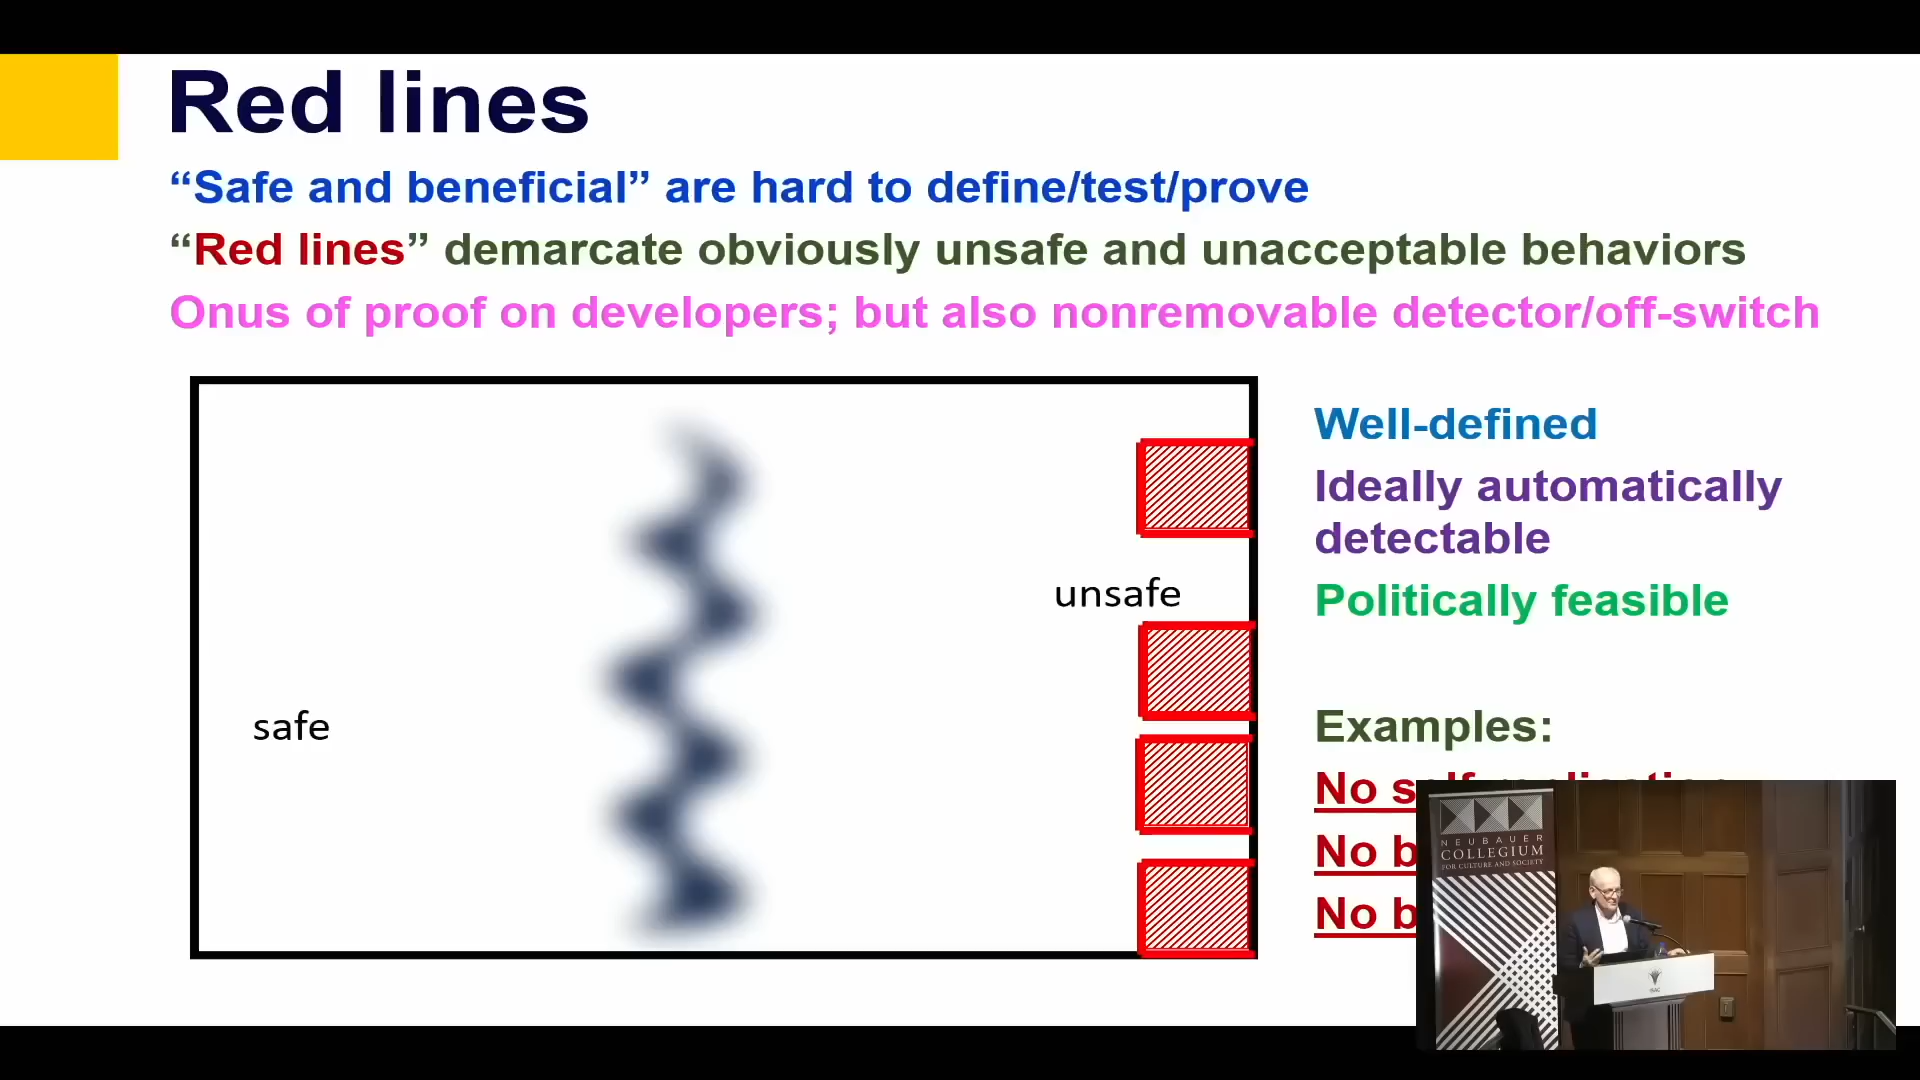 Red lines
“Safe and beneficial” are hard to define/test/prove
“Red lines” demarcate obviously unsafe and unacceptable behaviors
Onus of proof on developers; but also nonremovable detector/off-switch
safe
unsafe
Well-defined
Ideally automatically
detectable
Politically feasible
Examples:
No self-replication
No b
No b
NEUBAUER
COLLEGIUM
FOR CULTURE AND SOCIETY